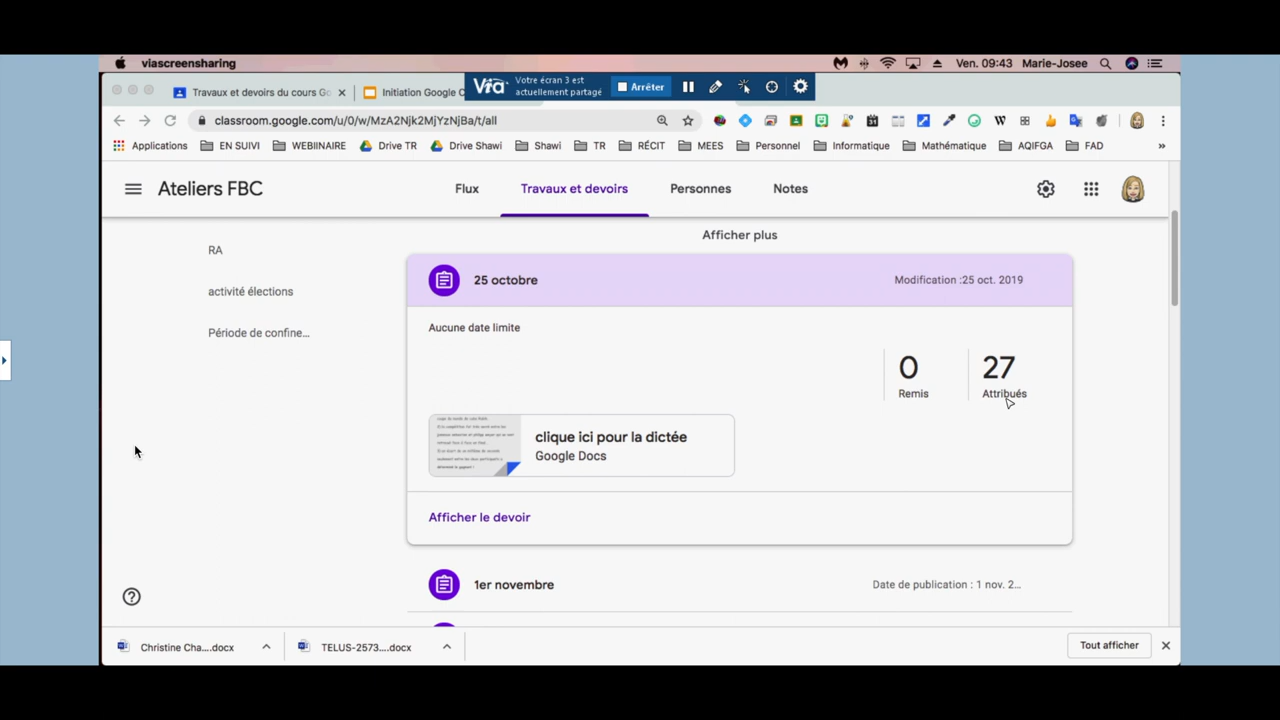 viascreensharing
Ven. 09:43 Marie-Josee
Travaux et devoirs du cours Go
Initiation Google C
Via
Votre écran 3 est
actuellement partagé
Arrêter
classroom.google.com/u/0/w/MzA2Njk2MjYzNjBa/t/all
Applications EN SUIVI WEBIINAIRE Drive TR Drive Shawi Shawi TR RÉCIT MEES Personnel Informatique Mathématique AQIFGA FAD »
Ateliers FBC Flux Travaux et devoirs Personnes Notes
Afficher plus
RA
activité élections
Période de confine...
25 octobre Modification :25 oct. 2019
Aucune date limite
0 27
Remis Attribués
clique ici pour la dictée
Google Docs
Afficher le devoir
1er novembre Date de publication : 1 nov. 2...
Christine Cha....docx TELUS-2573....docx Tout afficher